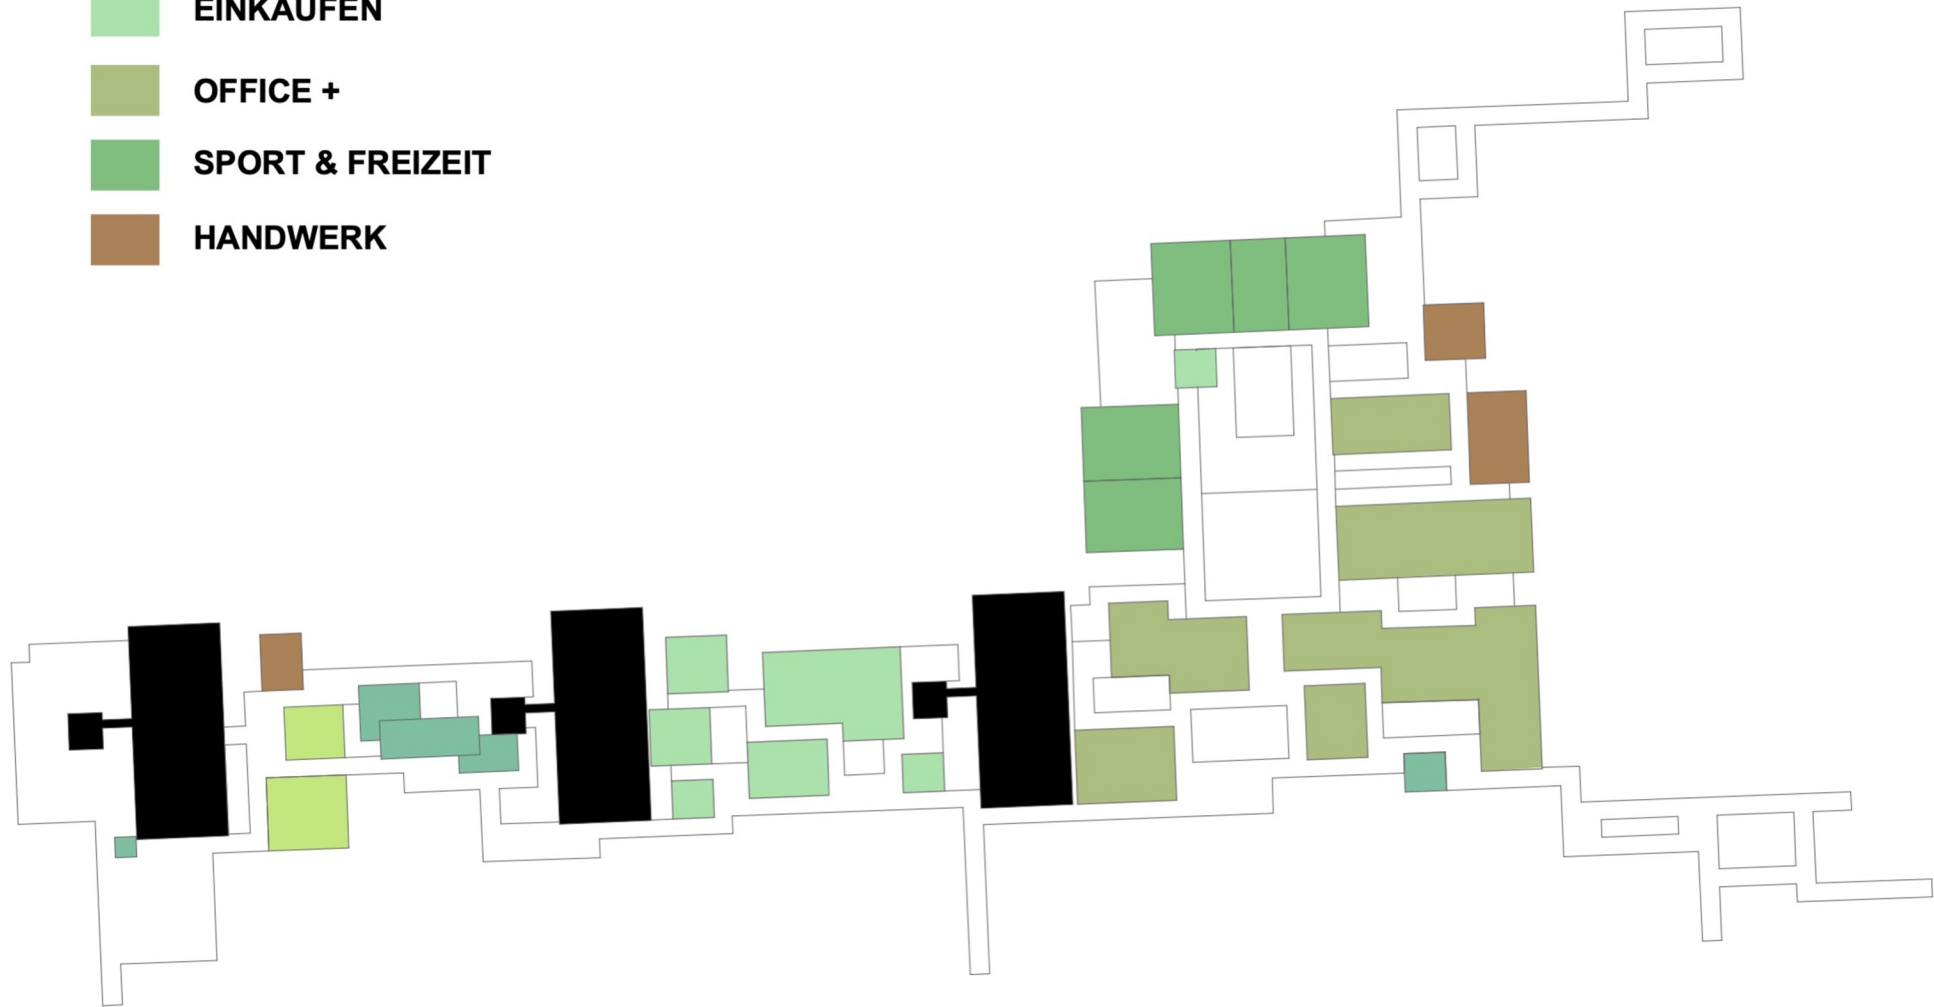 EINKAUFEN
OFFICE +
SPORT & FREIZEIT
HANDWERK